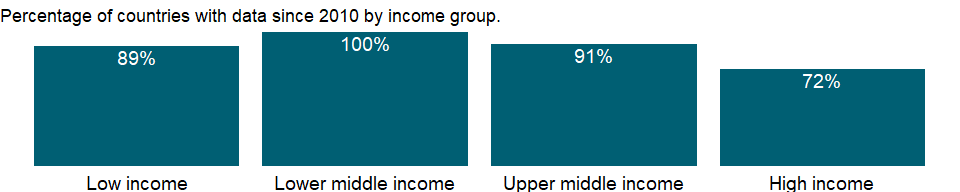 Percentage of countries with data since 2010 by income group.
89% 100% 91% 72%
Low income Lower middle income Upper middle income High income